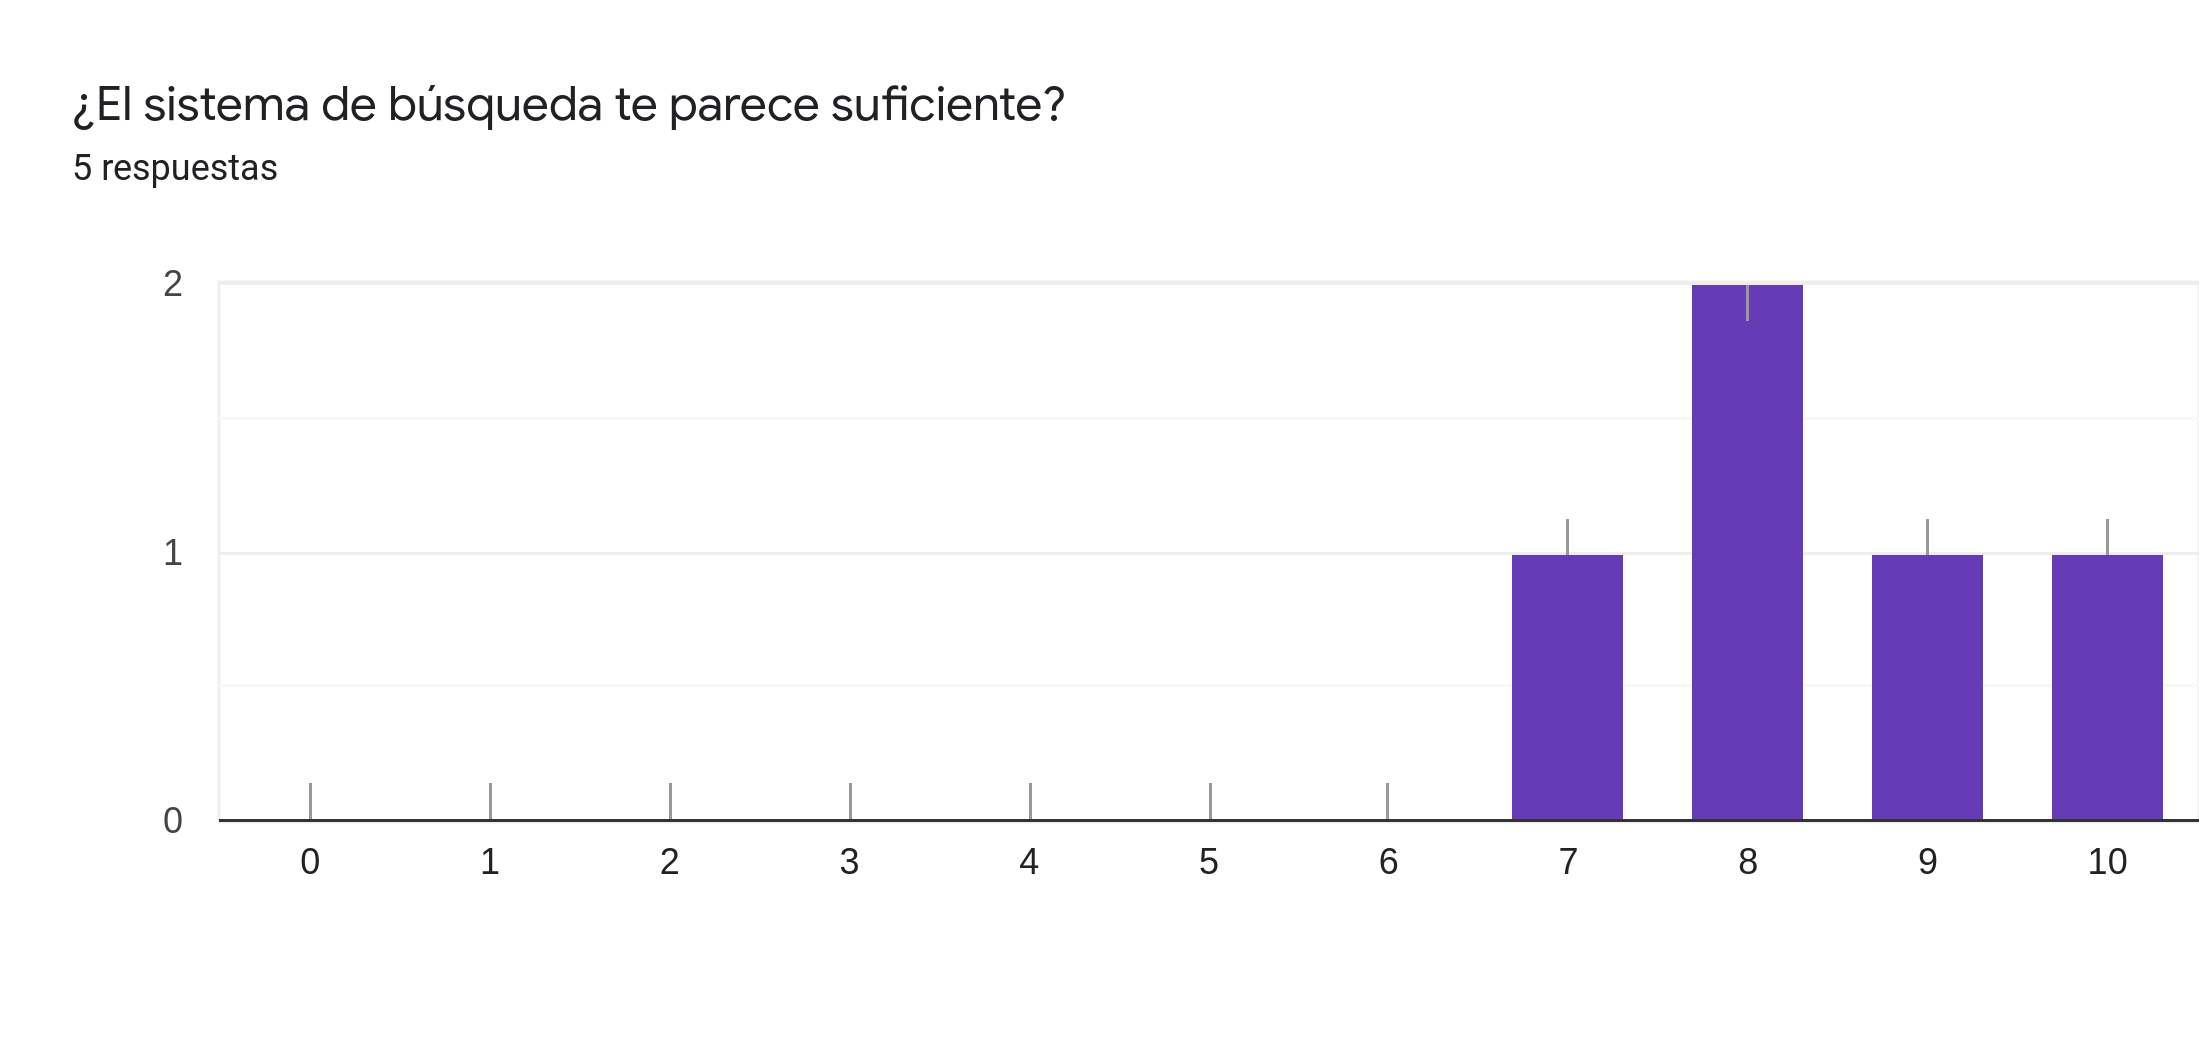 ¿El sistema de búsqueda te parece suficiente?
5 respuestas
2
1
0
0 1 2 3 4 5 6 7 8 9 10